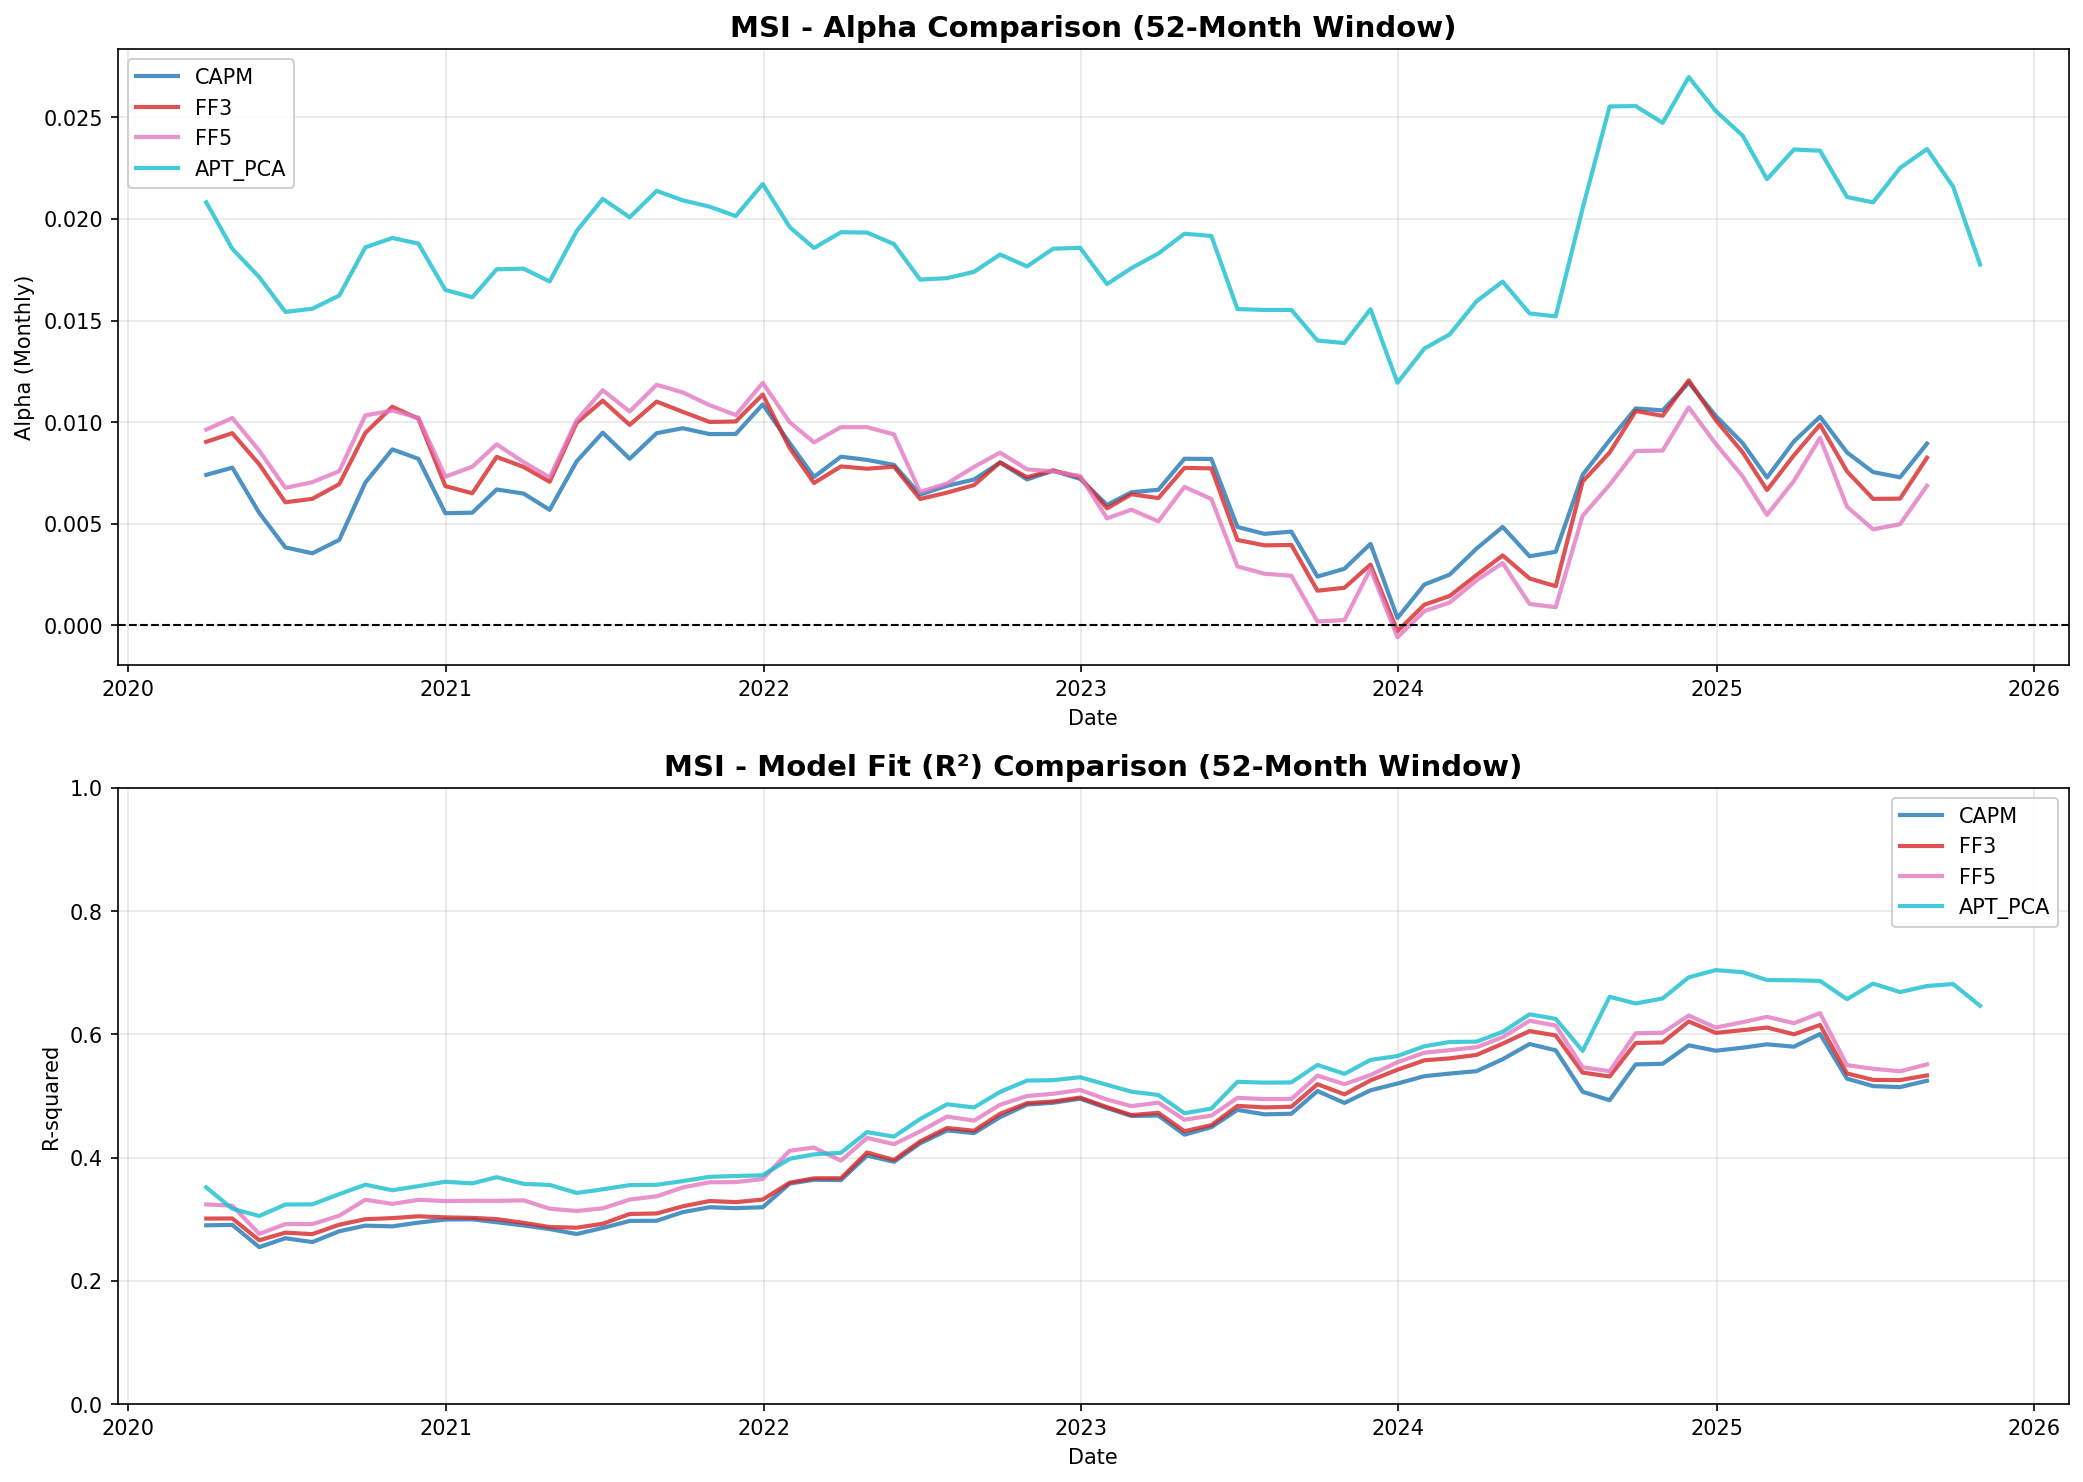 MSI - Alpha Comparison (52-Month Window)
CAPM
FF3
FF5
APT_PCA
0.025
0.020
0.015
0.010
0.005
0.000
Alpha (Monthly)
2020 2021 2022 2023 2024 2025 2026
Date
MSI - Model Fit (R²) Comparison (52-Month Window)
CAPM
FF3
FF5
APT_PCA
1.0
0.8
0.6
0.4
0.2
0.0
R-squared
2020 2021 2022 2023 2024 2025 2026
Date